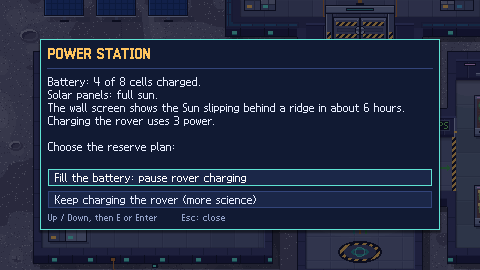 POWER STATION
Battery: 4 of 8 cells charged.
Solar panels: full sun.
The wall screen shows the Sun slipping behind a ridge in about 6 hours.
Charging the rover uses 3 power.
Choose the reserve plan:
Fill the battery: pause rover charging
Keep charging the rover (more science)
Up / Down, then E or Enter Esc: close